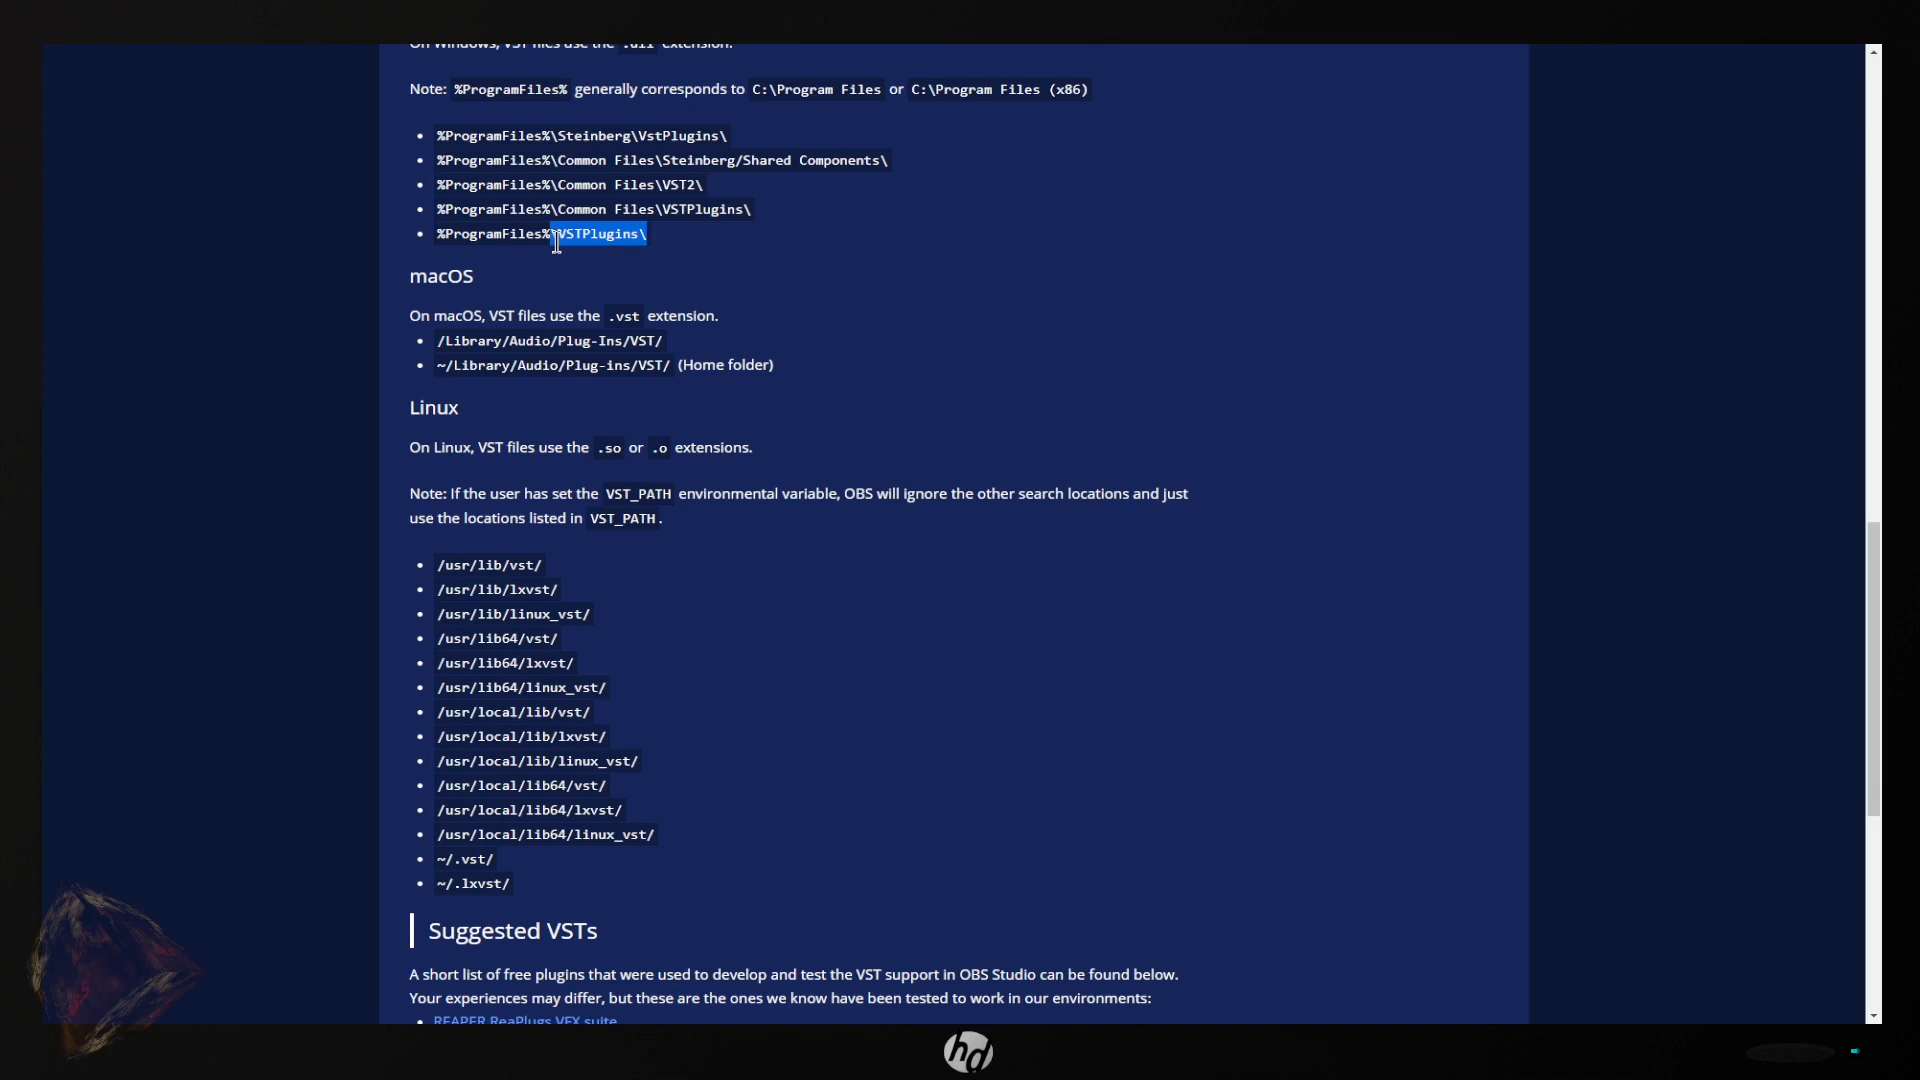 On Windows, VST files use the .dll extension.
Note: %ProgramFiles% generally corresponds to C:\Program Files or C:\Program Files (x86)
%ProgramFiles%\Steinberg\VstPlugins\
%ProgramFiles%\Common Files\Steinberg/Shared Components\
%ProgramFiles%\Common Files\VST2\
%ProgramFiles%\Common Files\VSTPlugins\
%ProgramFiles%\VSTPlugins\
macOS
On macOS, VST files use the .vst extension.
/Library/Audio/Plug-Ins/VST/
~/Library/Audio/Plug-ins/VST/ (Home folder)
Linux
On Linux, VST files use the .so or .o extensions.
Note: If the user has set the VST_PATH environmental variable, OBS will ignore the other search locations and just
use the locations listed in VST_PATH.
/usr/lib/vst/
/usr/lib/lxvst/
/usr/lib/linux_vst/
/usr/lib64/vst/
/usr/lib64/lxvst/
/usr/lib64/linux_vst/
/usr/local/lib/vst/
/usr/local/lib/lxvst/
/usr/local/lib/linux_vst/
/usr/local/lib64/vst/
/usr/local/lib64/lxvst/
/usr/local/lib64/linux_vst/
~/.vst/
~/.lxvst/
Suggested VSTs
A short list of free plugins that were used to develop and test the VST support in OBS Studio can be found below.
Your experiences may differ, but these are the ones we know have been tested to work in our environments:
REAPER ReaPlugs VFX suite
hd